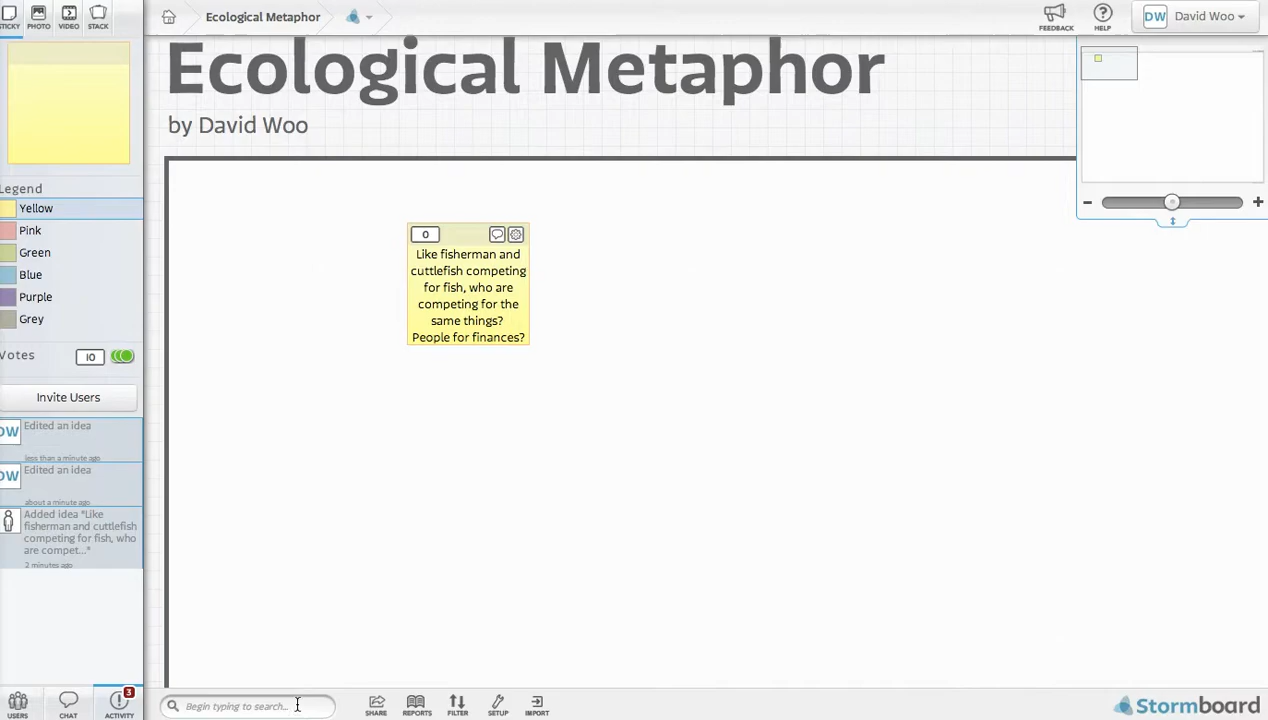 STICKY PHOTO VIDEO STACK
Ecological Metaphor
FEEDBACK HELP
DW David Woo
Ecological Metaphor
by David Woo
Legend
Yellow
Pink
Green
Blue
Purple
Grey
Votes 10
Invite Users
DW Edited an idea
less than a minute ago
DW Edited an idea
about a minute ago
Added idea "Like
fisherman and cuttlefish
competing for fish, who
are compet..."
2 minutes ago
0
Like fisherman and
cuttlefish competing
for fish, who are
competing for the
same things?
People for finances?
- +
USERS CHAT 3 ACTIVITY
Begin typing to search...
SHARE REPORTS FILTER SETUP IMPORT
Stormboard